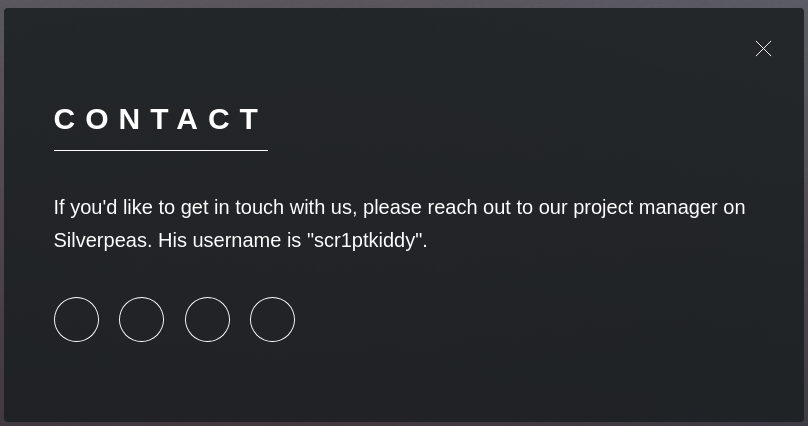 CONTACT
If you'd like to get in touch with us, please reach out to our project manager on
Silverpeas. His username is "scr1ptkiddy".